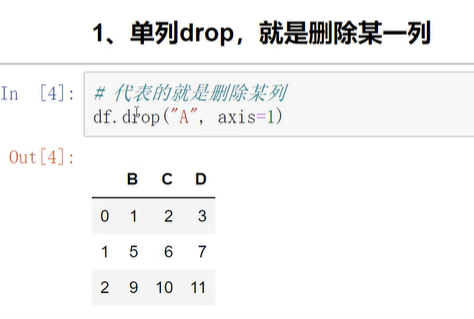 1、单列drop，就是删除某一列
In [4]: # 代表的就是删除某列
df.drop("A", axis=1)
Out[4]:
B C D
0 1 2 3
1 5 6 7
2 9 10 11